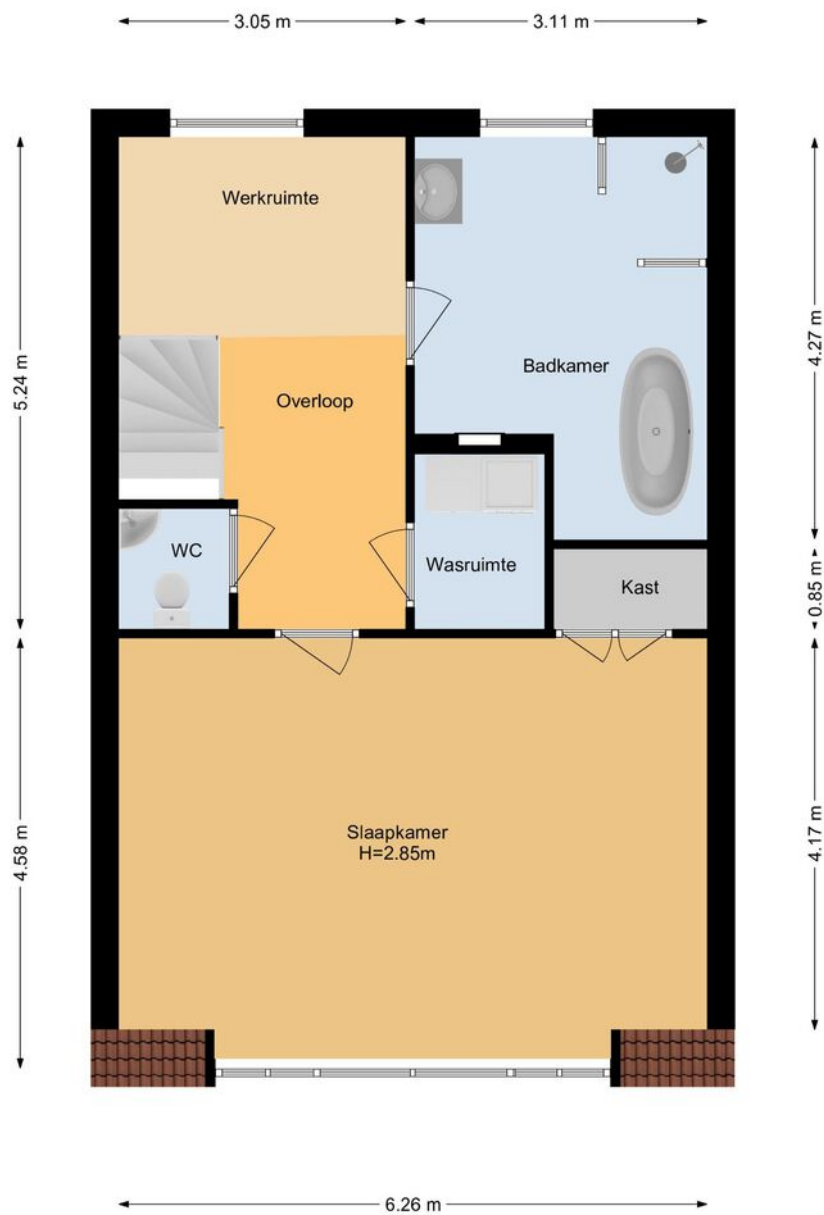 3.05 m
3.11 m
Werkruimte
5.24 m
4.27 m
Badkamer
Overloop
WC
Wasruimte
Kast
0.85 m
Slaapkamer
H=2.85m
4.58 m
4.17 m
6.26 m